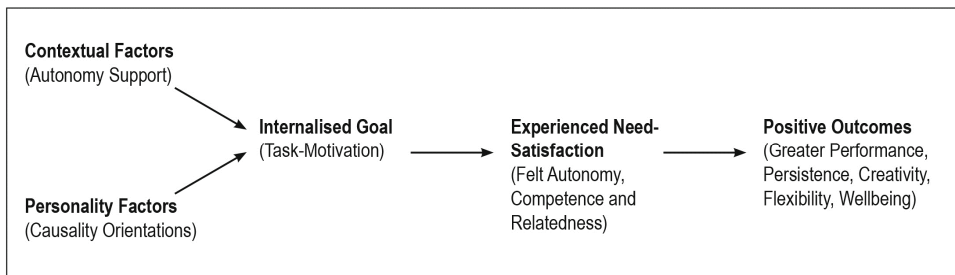 Contextual Factors
(Autonomy Support)
Personality Factors
(Causality Orientations)
Internalised Goal
(Task-Motivation)
Experienced Need-
Satisfaction
(Felt Autonomy,
Competence and
Relatedness)
Positive Outcomes
(Greater Performance,
Persistence, Creativity,
Flexibility, Wellbeing)